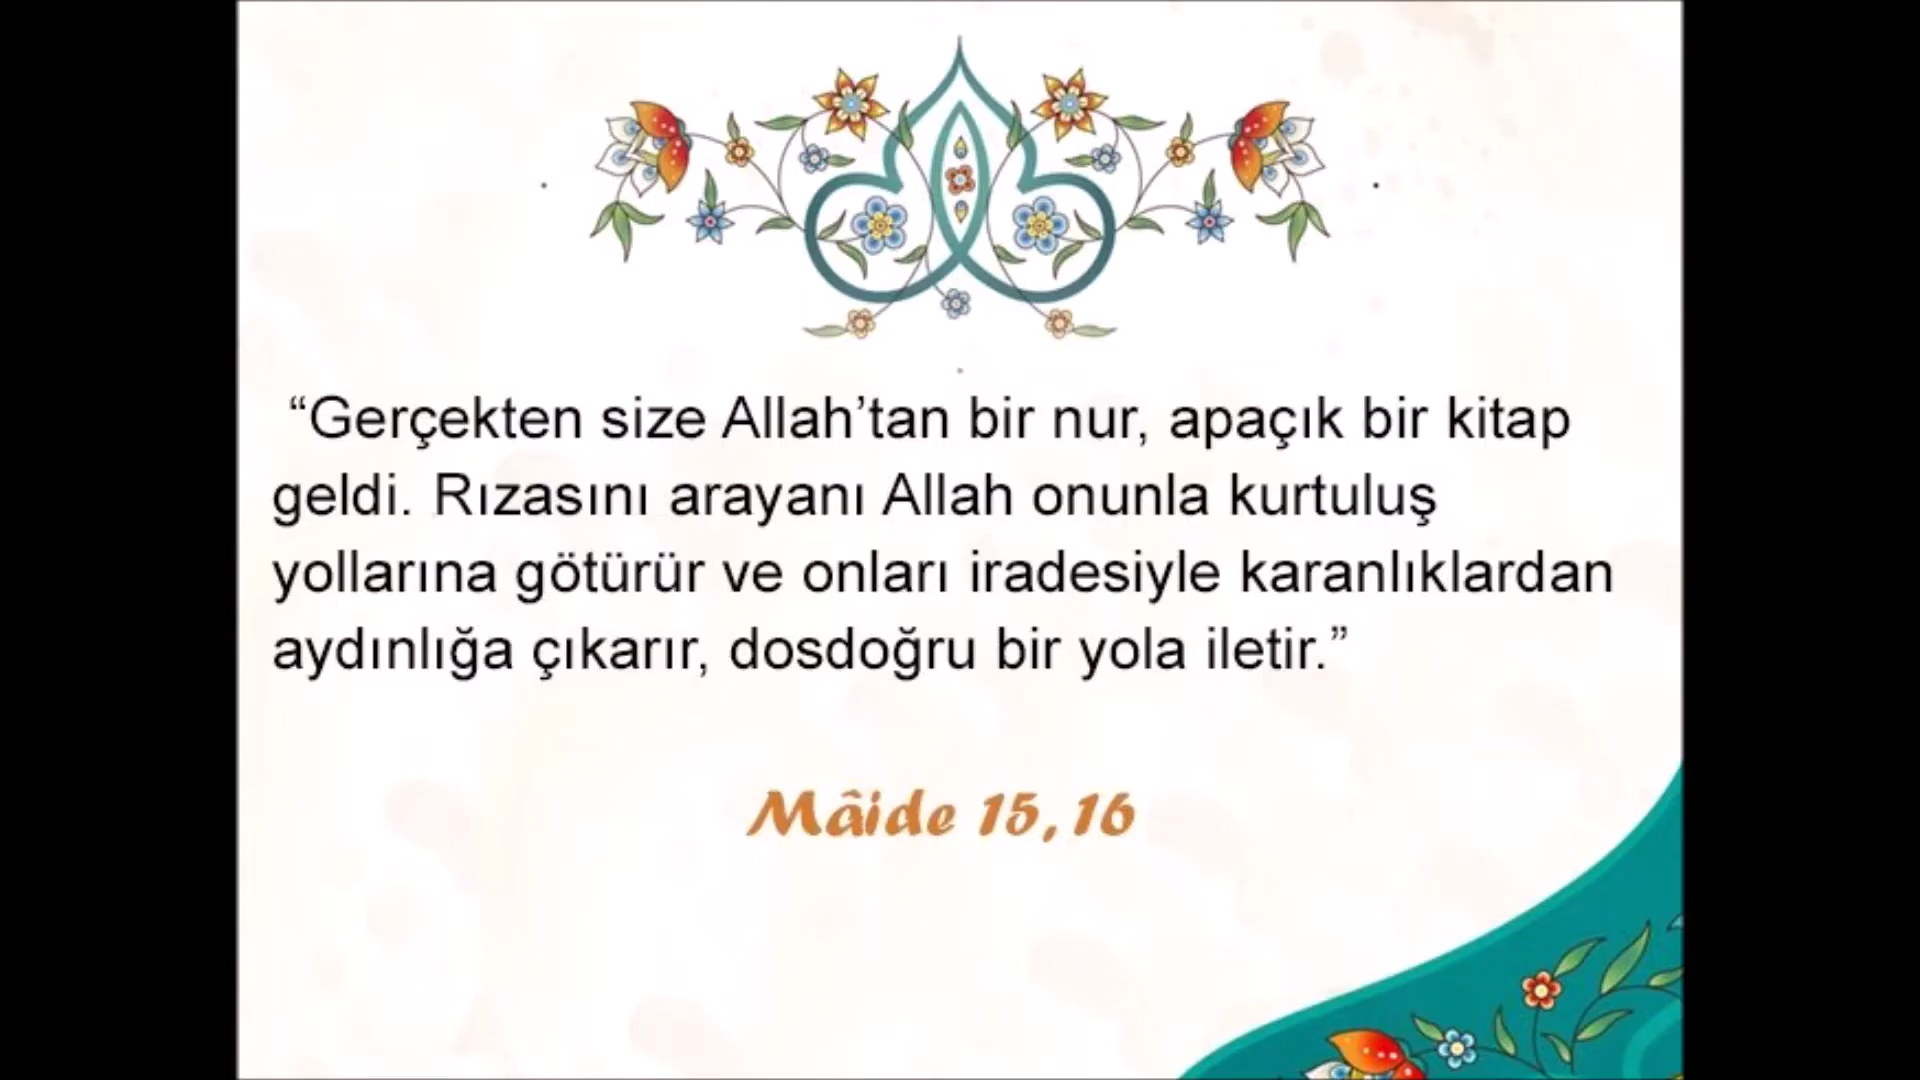 “Gerçekten size Allah’tan bir nur, apaçık bir kitap
geldi. Rızasını arayanı Allah onunla kurtuluş
yollarına götürür ve onları iradesiyle karanlıklardan
aydınlığa çıkarır, dosdoğru bir yola iletir.”
Mâide 15, 16